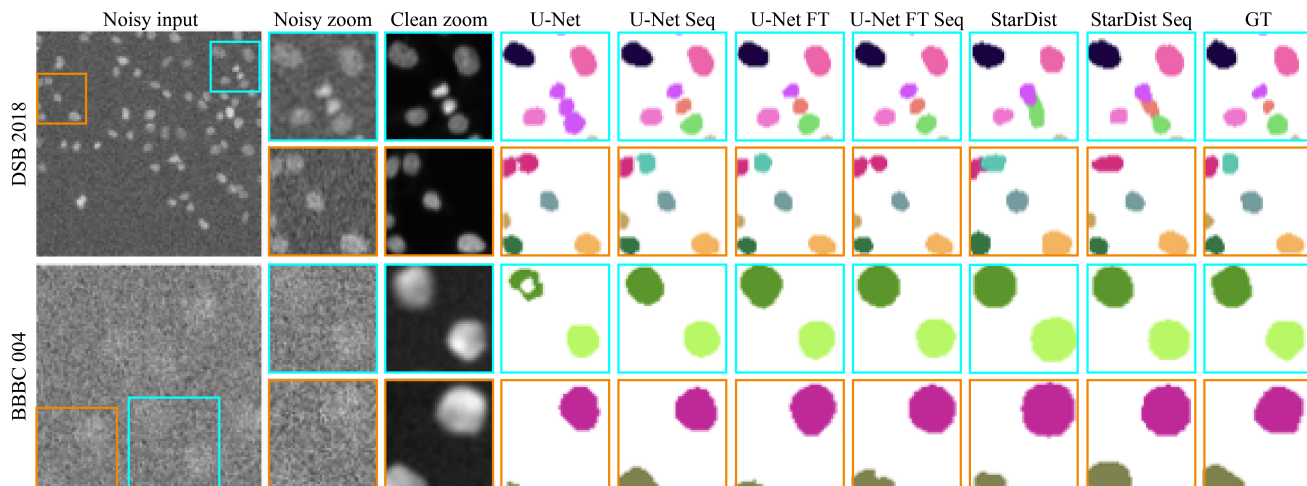 Noisy input Noisy zoom Clean zoom U-Net U-Net Seq U-Net FT U-Net FT Seq StarDist StarDist Seq GT
DSB 2018
BBBC 004